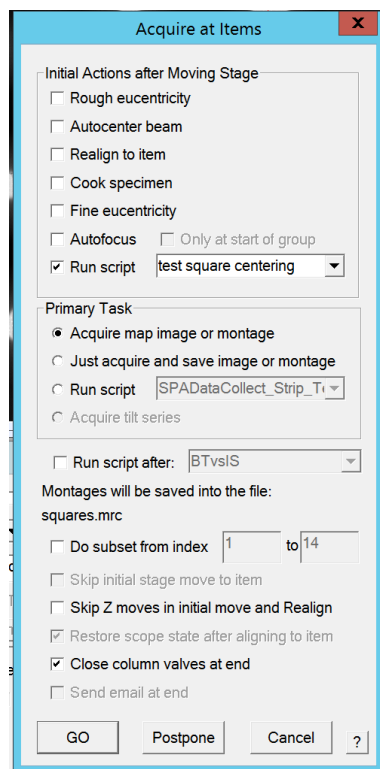 Acquire at Items
x
Initial Actions after Moving Stage
Rough eucentricity
Autocenter beam
Realign to item
Cook specimen
Fine eucentricity
Autofocus Only at start of group
Run script test square centering
Primary Task
Acquire map image or montage
Just acquire and save image or montage
Run script SPADataCollect_Strip_T
Acquire tilt series
Run script after: BTvsIS
Montages will be saved into the file:
squares.mrc
Do subset from index 1 to 14
Skip initial stage move to item
Skip Z moves in initial move and Realign
Restore scope state after aligning to item
Close column valves at end
Send email at end
GO Postpone Cancel ?